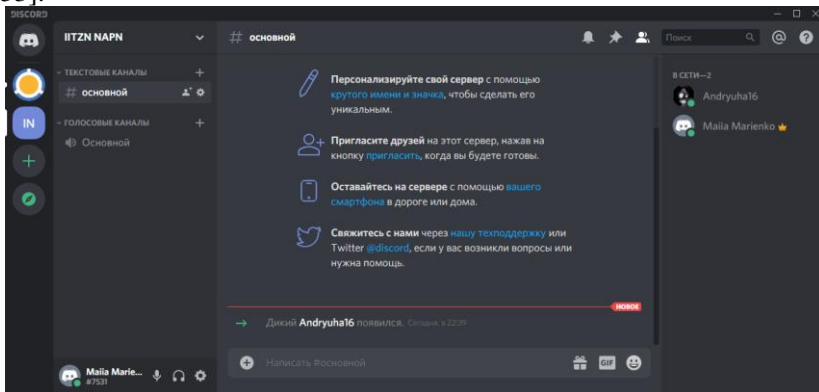 DISCORD
IITZN NAPN
# основной
Поиск
ТЕКСТОВЫЕ КАНАЛЫ
# основной
ГОЛОСОВЫЕ КАНАЛЫ
Основной
IN
Персонализируйте свой сервер с помощью
крутого имени и значка, чтобы сделать его
уникальным.
Пригласите друзей на этот сервер, нажав на
кнопку пригласить, когда вы будете готовы.
Оставайтесь на сервере с помощью вашего
смартфона в дороге или дома.
Свяжитесь с нами через нашу техподдержку или
Twitter @discord, если у вас возникли вопросы или
нужна помощь.
НОВОЕ
Дикий Andryuha16 появился. Сегодня, в 22:39
Написать #основной
GIF
В СЕТИ—2
Andryuha16
Maiia Marienko
Maiia Marie...
#7531